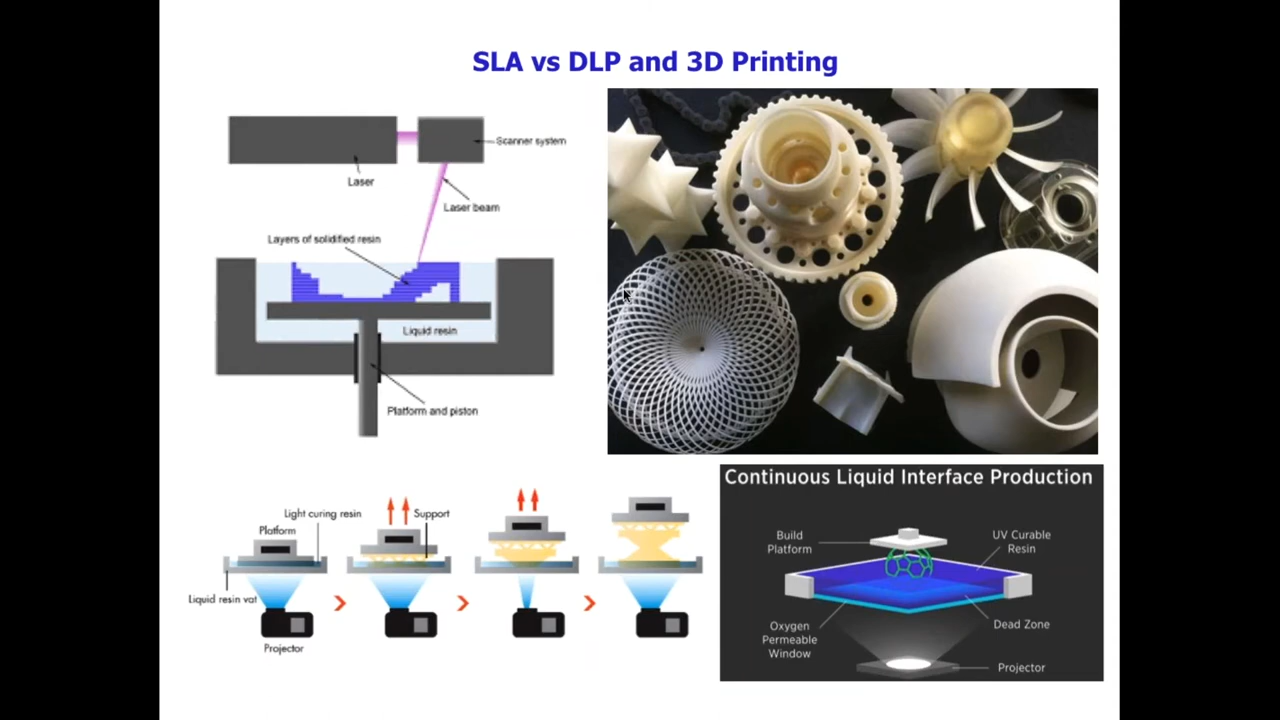 SLA vs DLP and 3D Printing
Scanner system
Laser
Laser beam
Layers of solidified resin
Liquid resin
Platform and piston
Light curing resin
Support
Platform
Liquid resin vat
Projector
Continuous Liquid Interface Production
Build
Platform
UV Curable
Resin
Oxygen
Permeable
Window
Dead Zone
Projector